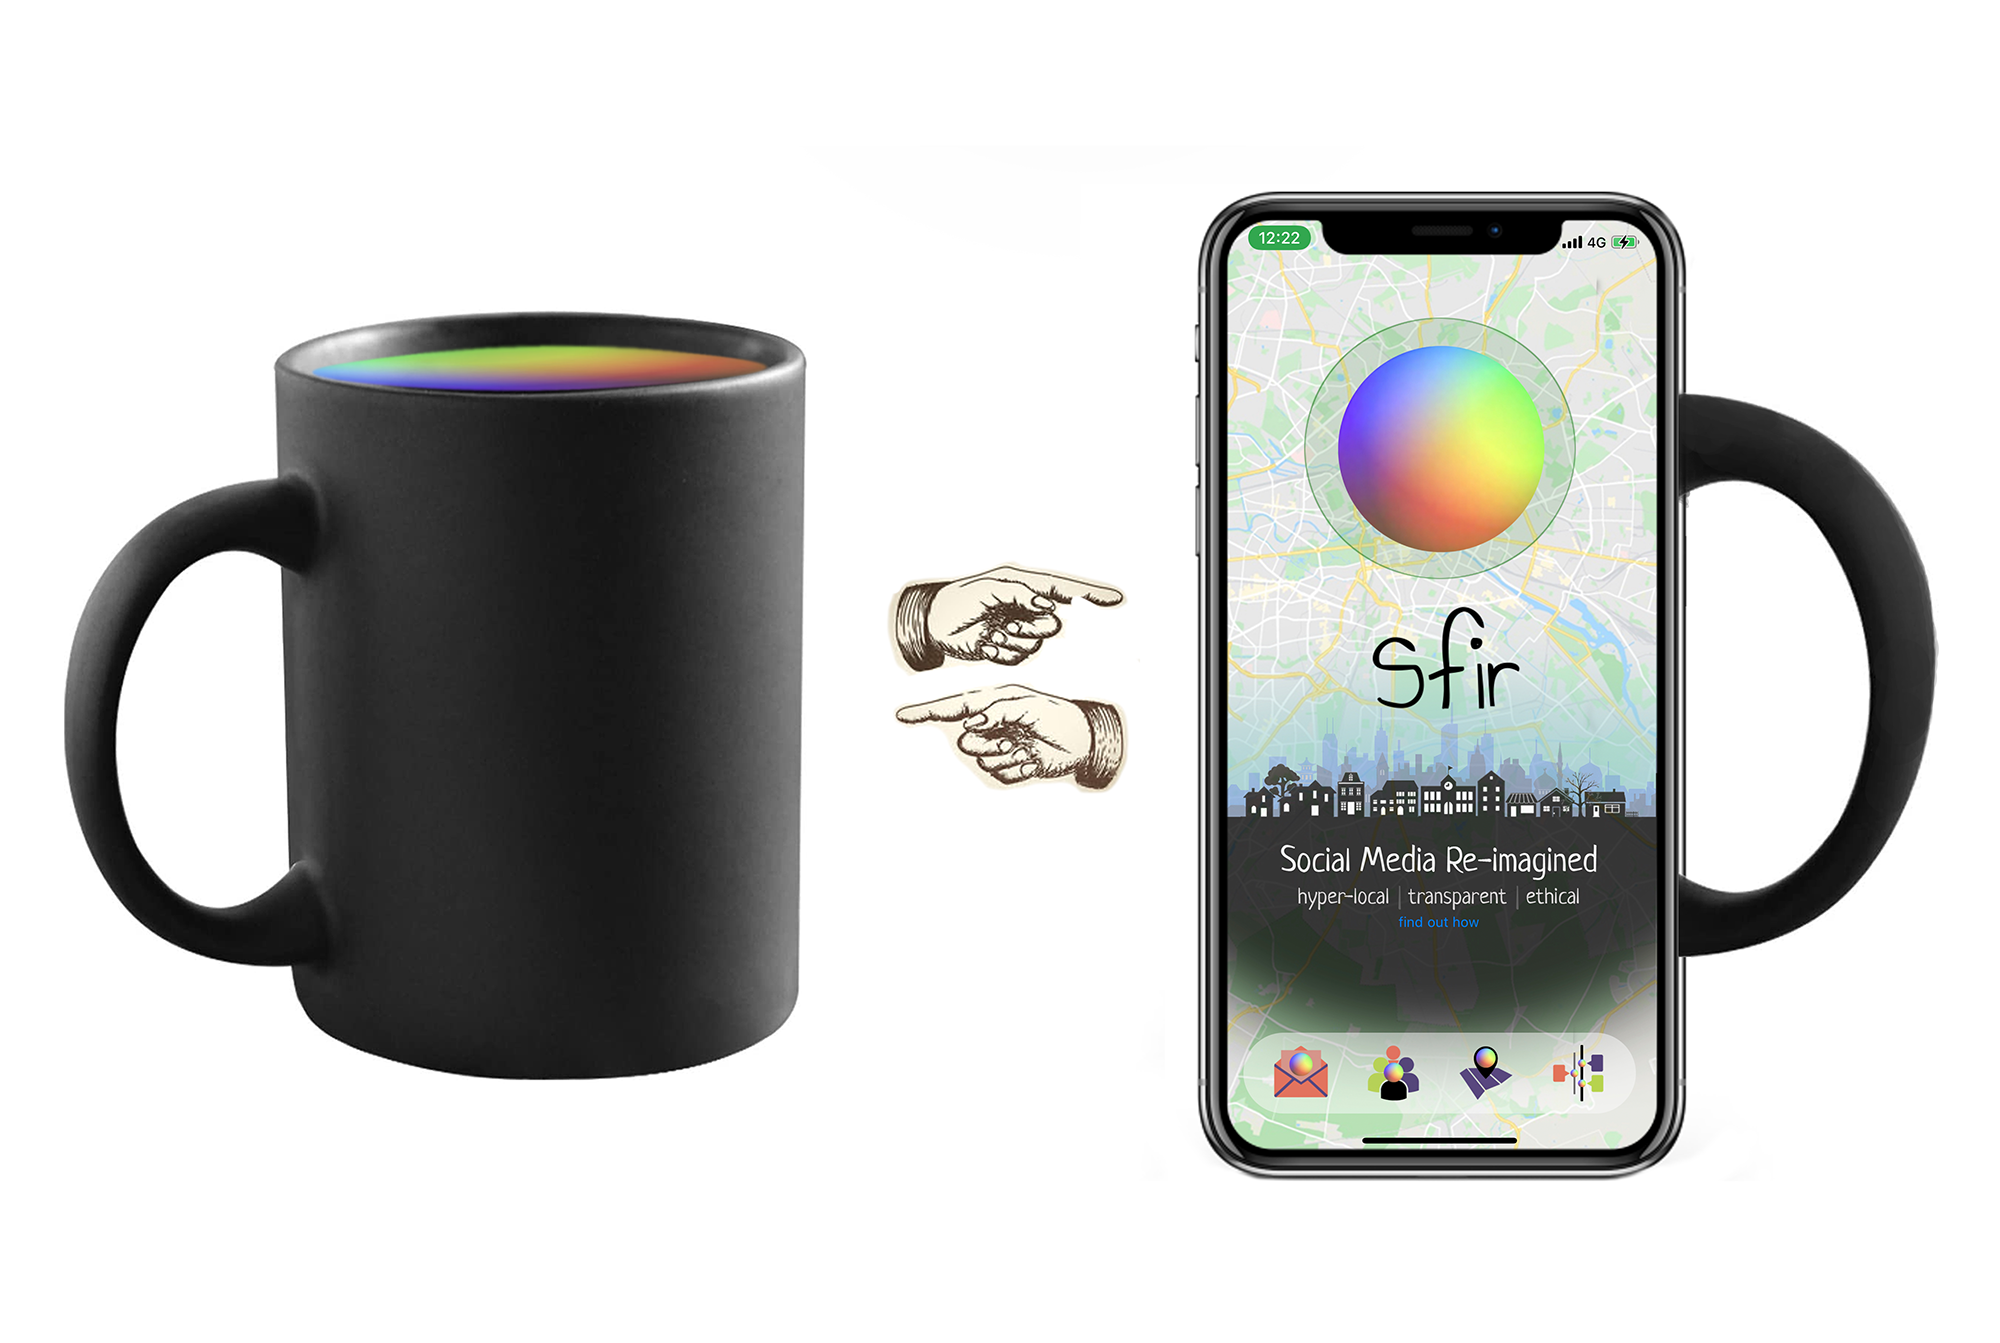 12:22
4G
sfir
Social Media Re-imagined
hyper-local | transparent | ethical
find out how